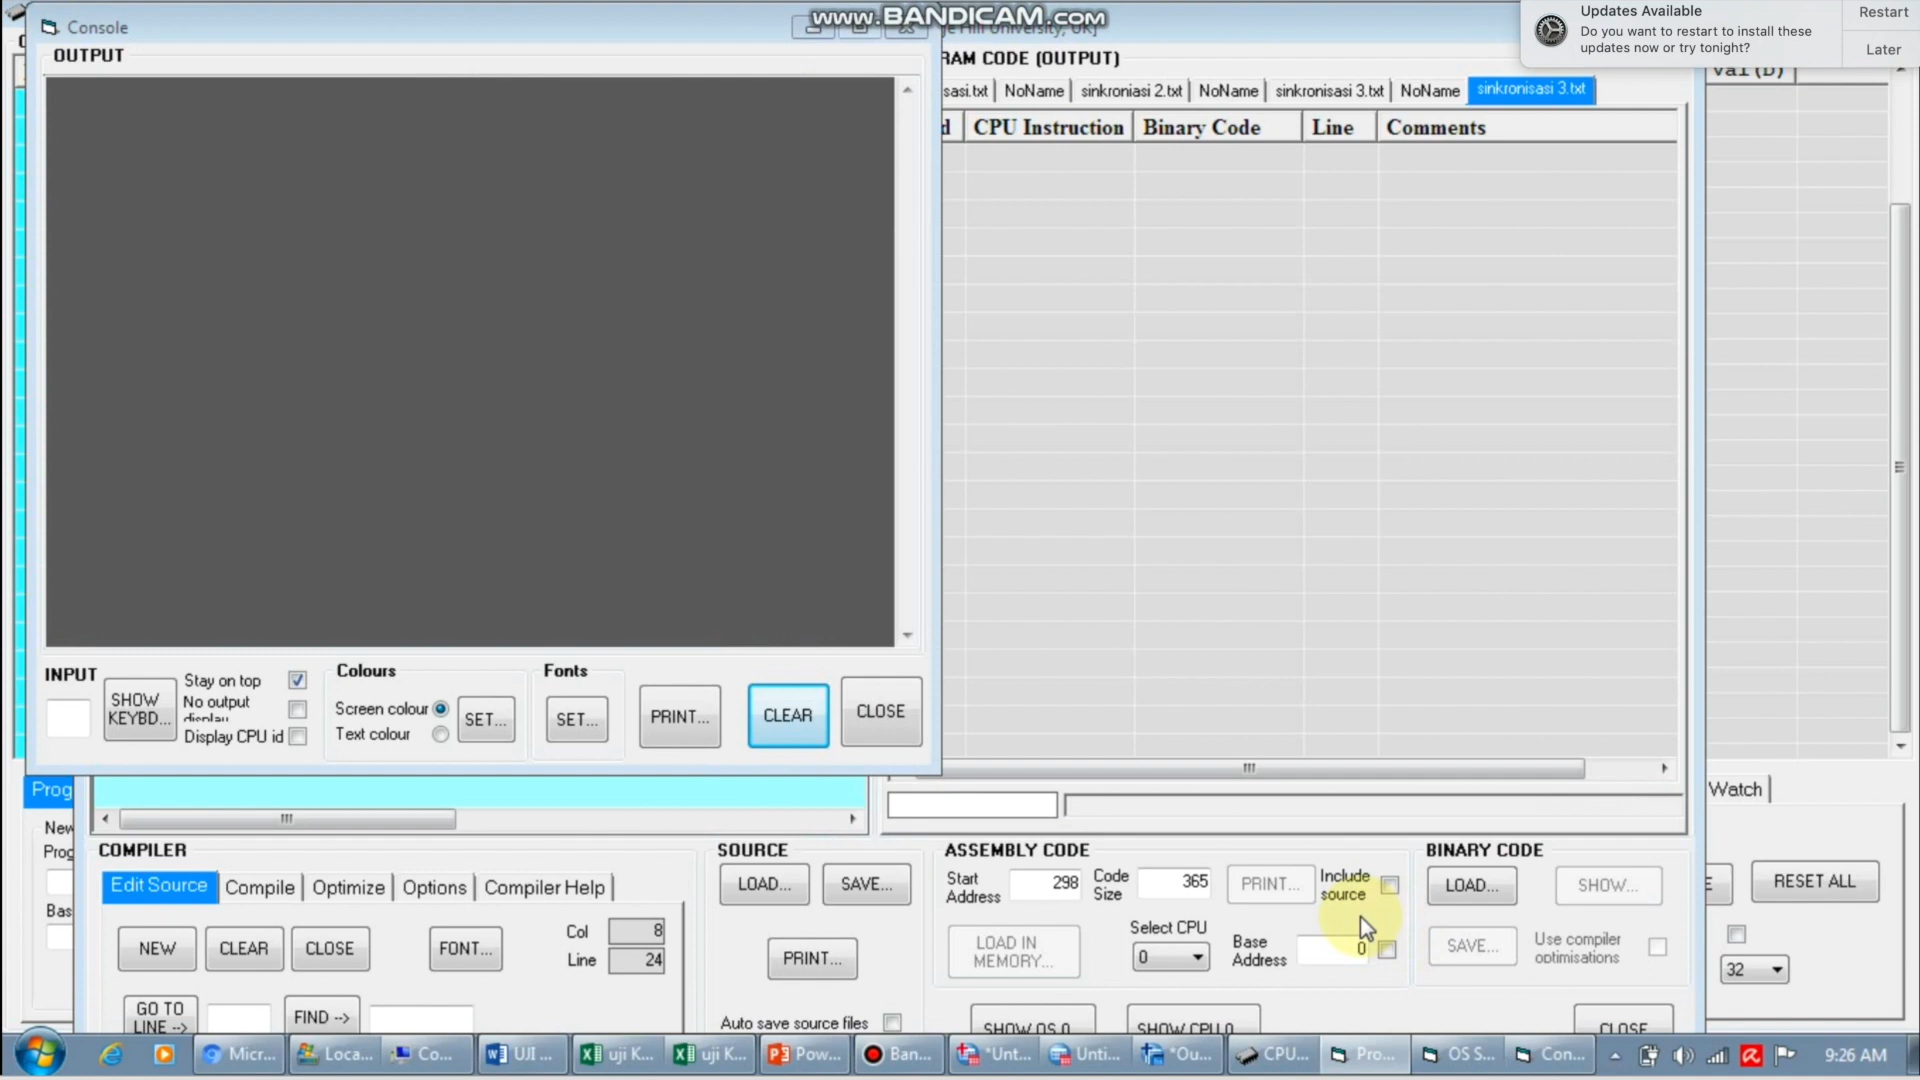 Console
www.BANDICAM.com
ge Hill University, UK]
Updates Available
Do you want to restart to install these
updates now or try tonight?
Restart
Later
OUTPUT
RAM CODE (OUTPUT)
Val(D)
sasi.txt
NoName
sinkroniasi 2.txt
NoName
sinkronisasi 3.txt
NoName
sinkronisasi 3.txt
d
CPU Instruction
Binary Code
Line
Comments
INPUT
SHOW
KEYBD...
Stay on top
No output
display
Display CPU id
Colours
Screen colour
Text colour
SET...
Fonts
SET...
PRINT...
CLEAR
CLOSE
Prog
New
Prog
Bas
Watch
COMPILER
Edit Source
Compile
Optimize
Options
Compiler Help
NEW
CLEAR
CLOSE
FONT...
Col 8
Line 24
GO TO
LINE -->
FIND -->
SOURCE
LOAD...
SAVE...
PRINT...
Auto save source files
ASSEMBLY CODE
Start
Address
298
Code
Size
365
PRINT...
Include
source
LOAD IN
MEMORY...
Select CPU
0
Base
Address
0
SHOW OS 0
SHOW CPU 0
BINARY CODE
LOAD...
SHOW...
SAVE...
Use compiler
optimisations
CLOSE
E
RESET ALL
32
Micr...
Loca...
Co...
UJI ...
uji K...
uji K...
Pow...
Ban...
*Unt...
Unti...
*Ou...
CPU...
Pro...
OS S...
Con...
9:26 AM